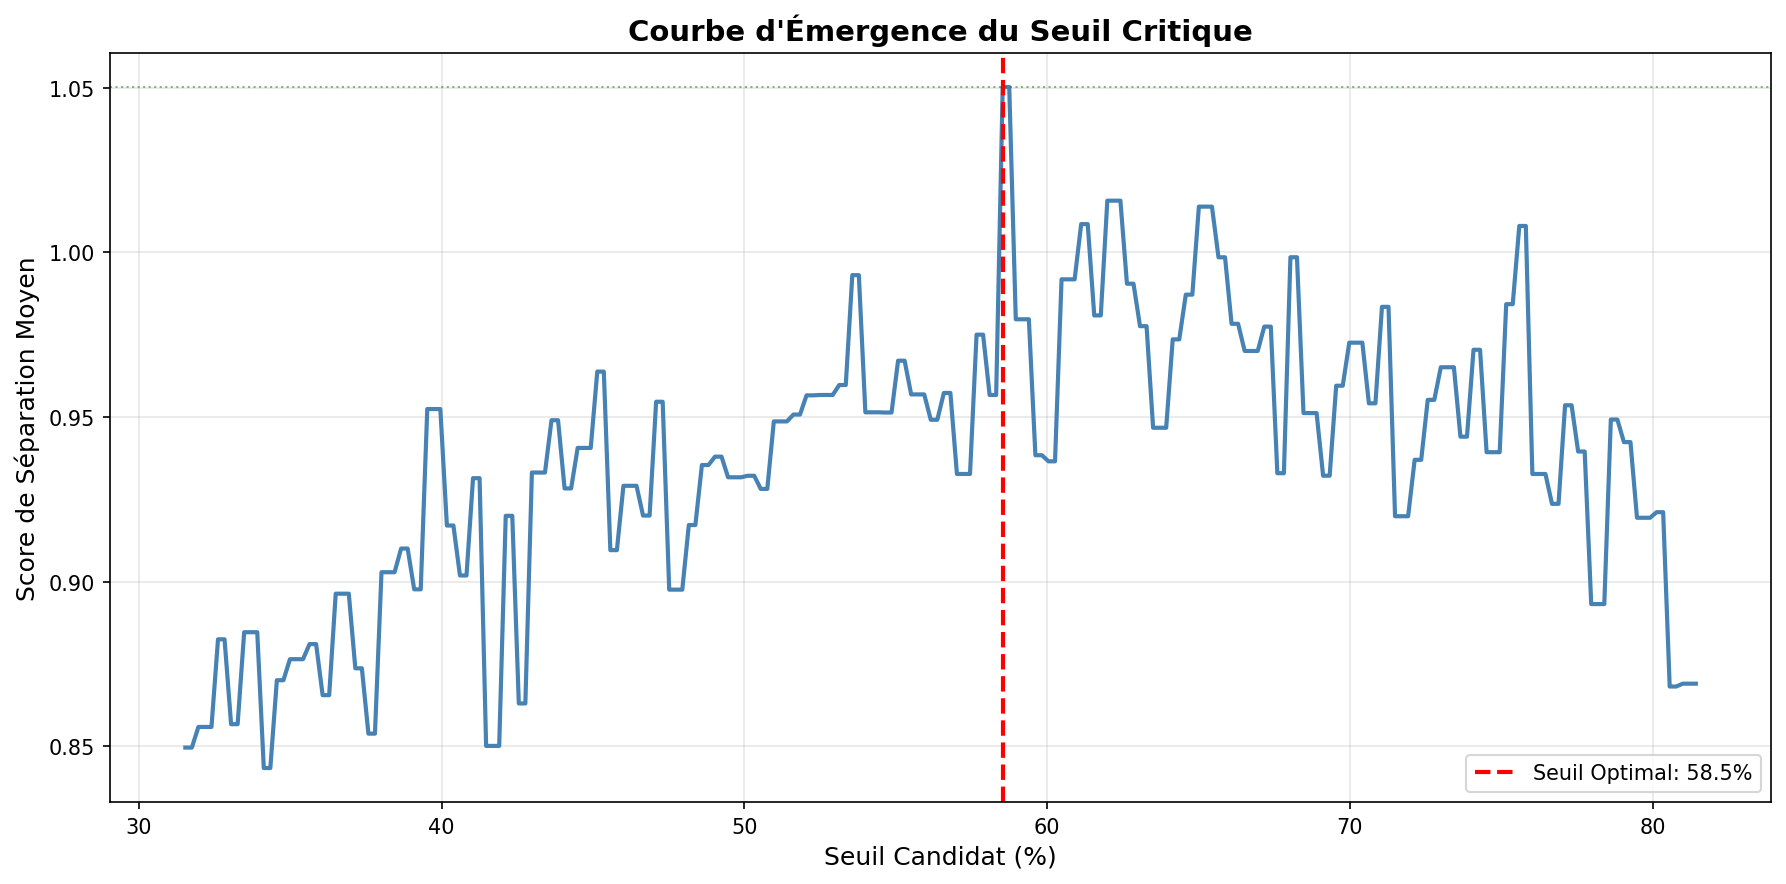 Courbe d'Émergence du Seuil Critique
Score de Séparation Moyen
1.05
1.00
0.95
0.90
0.85
Seuil Optimal: 58.5%
30 40 50 60 70 80
Seuil Candidat (%)